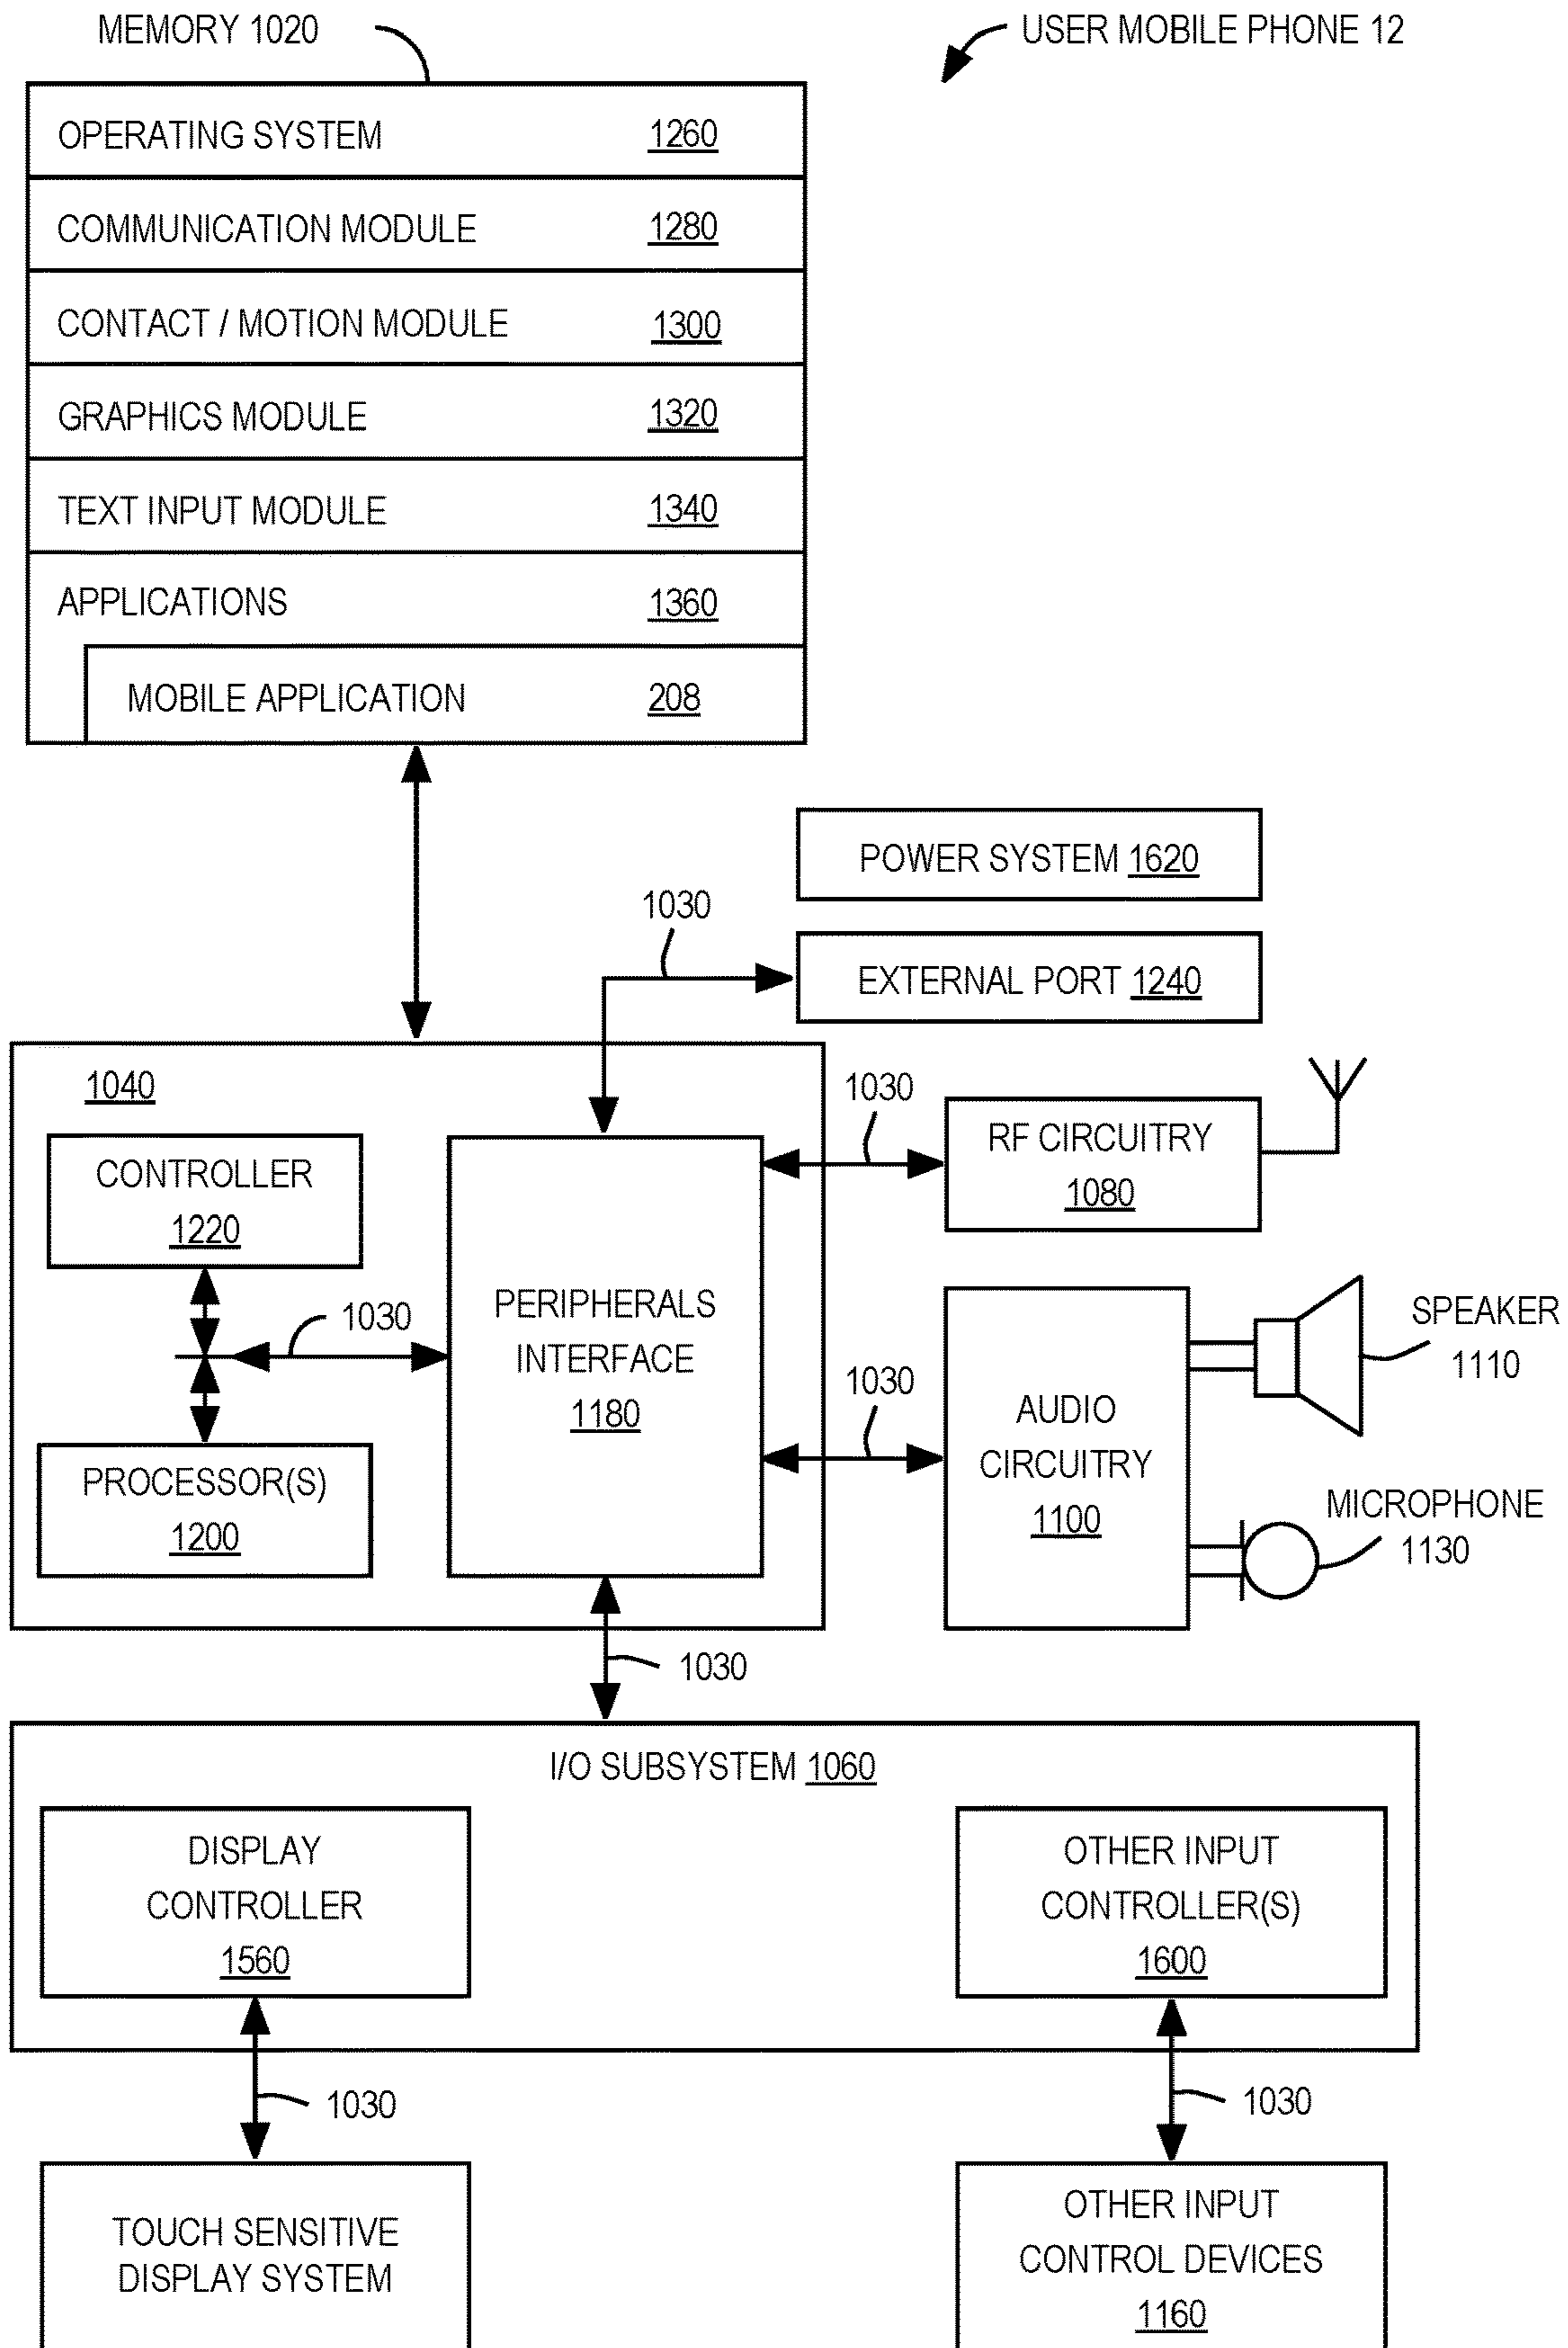 MEMORY 1020
USER MOBILE PHONE 12
OPERATING SYSTEM 1260
COMMUNICATION MODULE 1280
CONTACT / MOTION MODULE 1300
GRAPHICS MODULE 1320
TEXT INPUT MODULE 1340
APPLICATIONS 1360
MOBILE APPLICATION 208
POWER SYSTEM 1620
1030
EXTERNAL PORT 1240
1040
CONTROLLER
1220
1030
PROCESSOR(S)
1200
PERIPHERALS
INTERFACE
1180
1030
RF CIRCUITRY
1080
1030
AUDIO
CIRCUITRY
1100
SPEAKER
1110
MICROPHONE
1130
1030
I/O SUBSYSTEM 1060
DISPLAY
CONTROLLER
1560
OTHER INPUT
CONTROLLER(S)
1600
1030
1030
TOUCH SENSITIVE
DISPLAY SYSTEM
OTHER INPUT
CONTROL DEVICES
1160